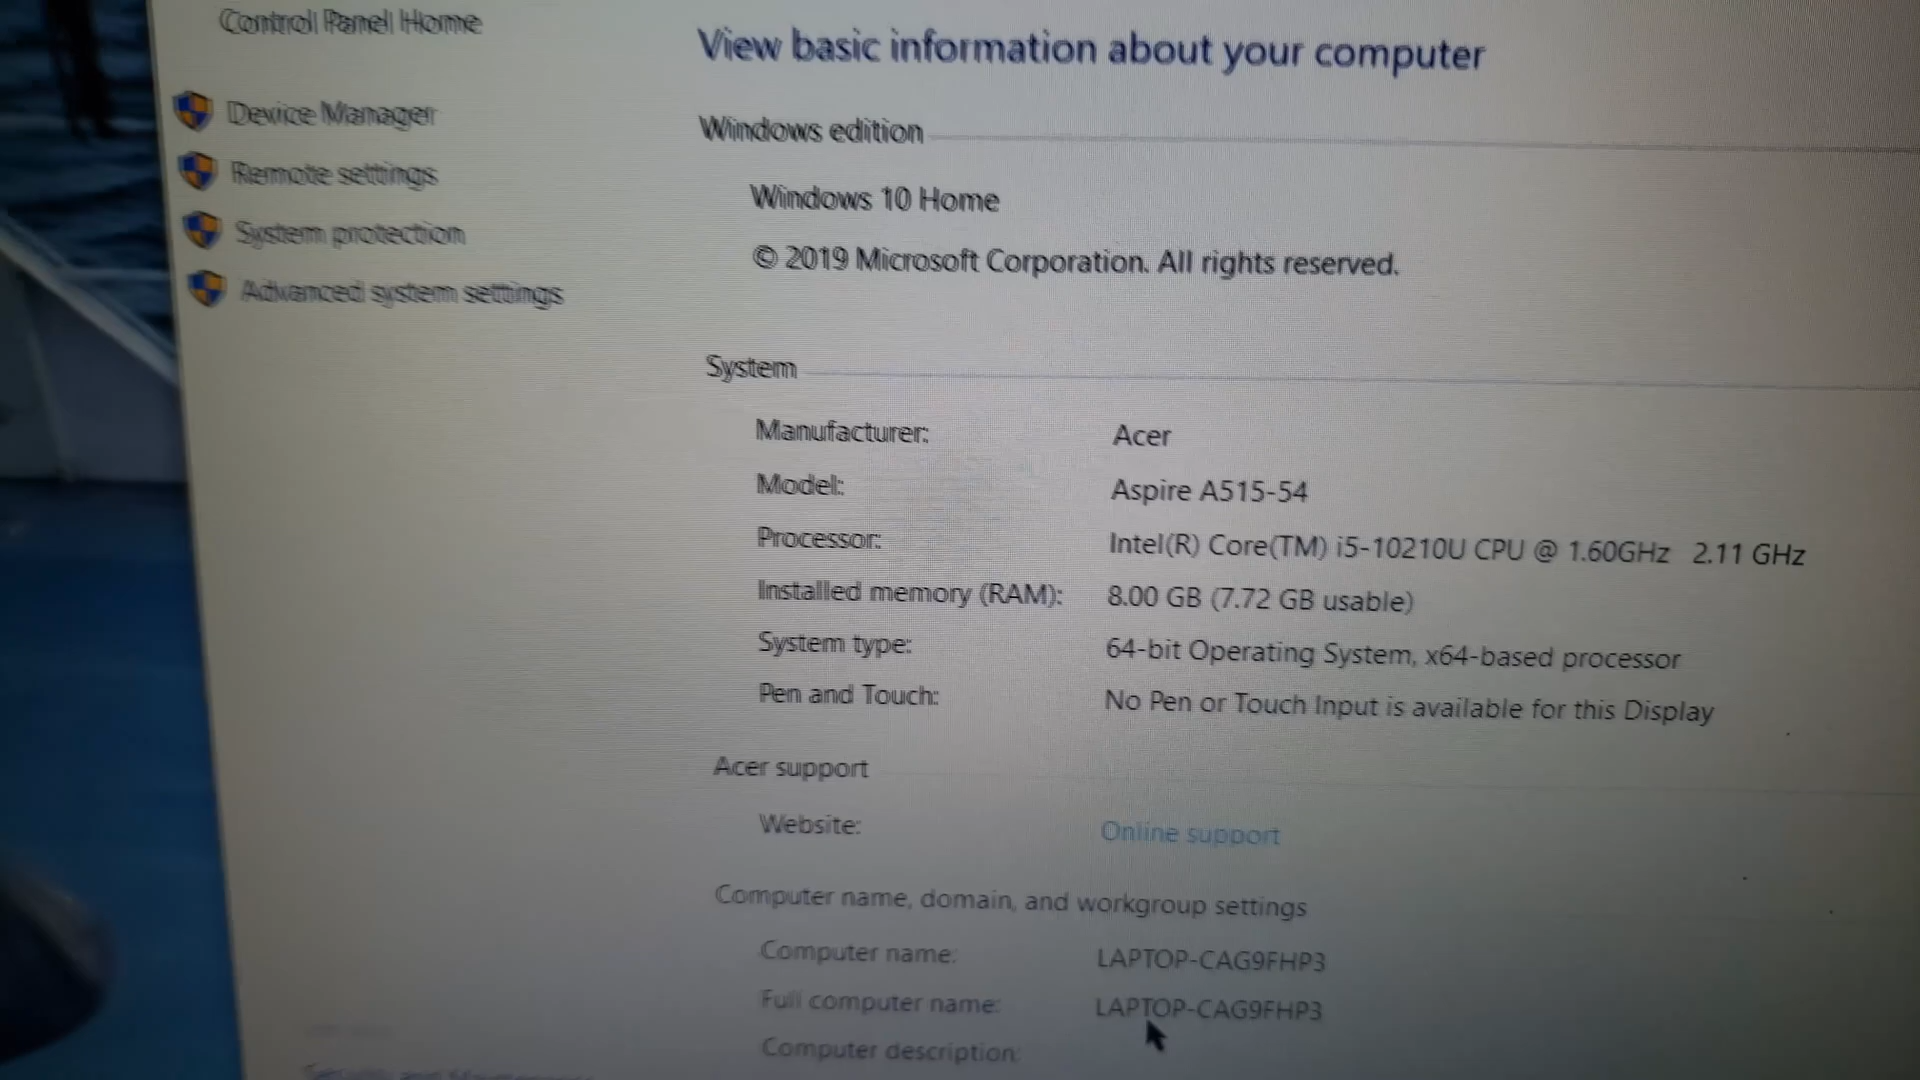 Control Panel Home
Device Manager
Remote settings
System protection
Advanced system settings
View basic information about your computer
Windows edition
Windows 10 Home
© 2019 Microsoft Corporation. All rights reserved.
System
Manufacturer: Acer
Model: Aspire A515-54
Processor: Intel(R) Core(TM) i5-10210U CPU @ 1.60GHz 2.11 GHz
Installed memory (RAM): 8.00 GB (7.72 GB usable)
System type: 64-bit Operating System, x64-based processor
Pen and Touch: No Pen or Touch Input is available for this Display
Acer support
Website: Online support
Computer name, domain, and workgroup settings
Computer name: LAPTOP-CAG9FHP3
Full computer name: LAPTOP-CAG9FHP3
Computer description: